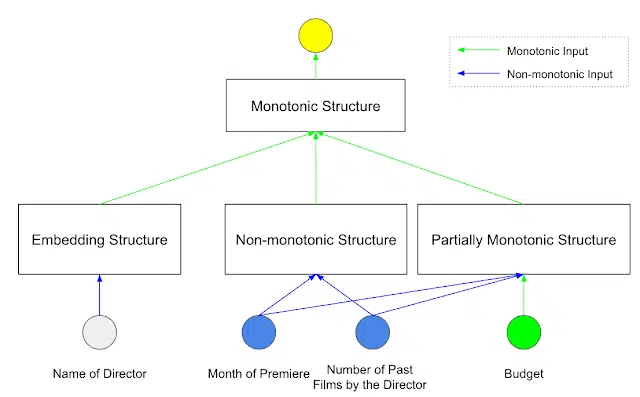 Monotonic Input
Non-monotonic Input
Monotonic Structure
Embedding Structure
Non-monotonic Structure
Partially Monotonic Structure
Name of Director
Month of Premiere
Number of Past
Films by the Director
Budget